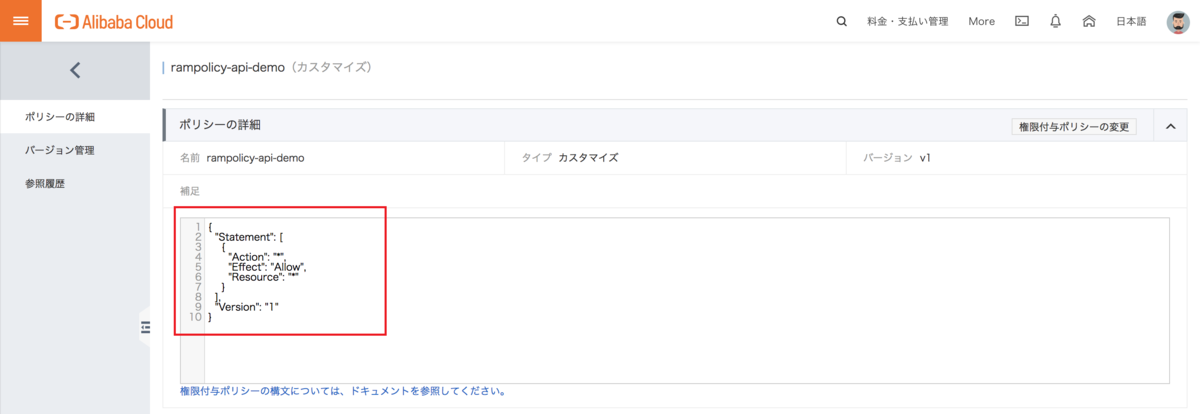 Alibaba Cloud
料金・支払い管理 More 日本語
rampolicy-api-demo（カスタマイズ）
ポリシーの詳細
バージョン管理
参照履歴
ポリシーの詳細 権限付与ポリシーの変更
名前 rampolicy-api-demo タイプ カスタマイズ バージョン v1
補足
1 {
2 "Statement": [
3 {
4 "Action": "*",
5 "Effect": "Allow",
6 "Resource": "*"
7 }
8 ],
9 "Version": "1"
10 }
権限付与ポリシーの構文については、ドキュメントを参照してください。